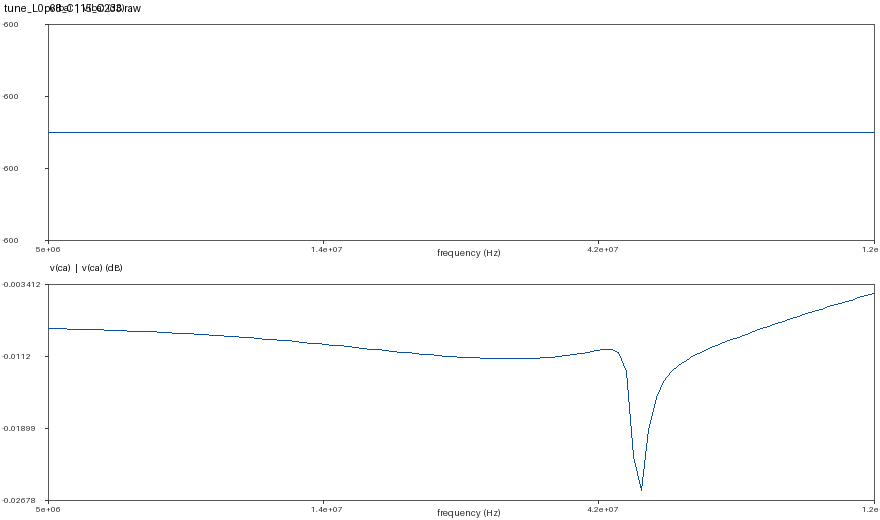 -600
-600
-600
-600
5e+06
1.4e+07
4.2e+07
1.2e
frequency (Hz)
v(ca) | v(ca) (dB)
-0.003412
-0.0112
-0.01899
-0.02678
5e+06
1.4e+07
4.2e+07
1.2e
frequency (Hz)